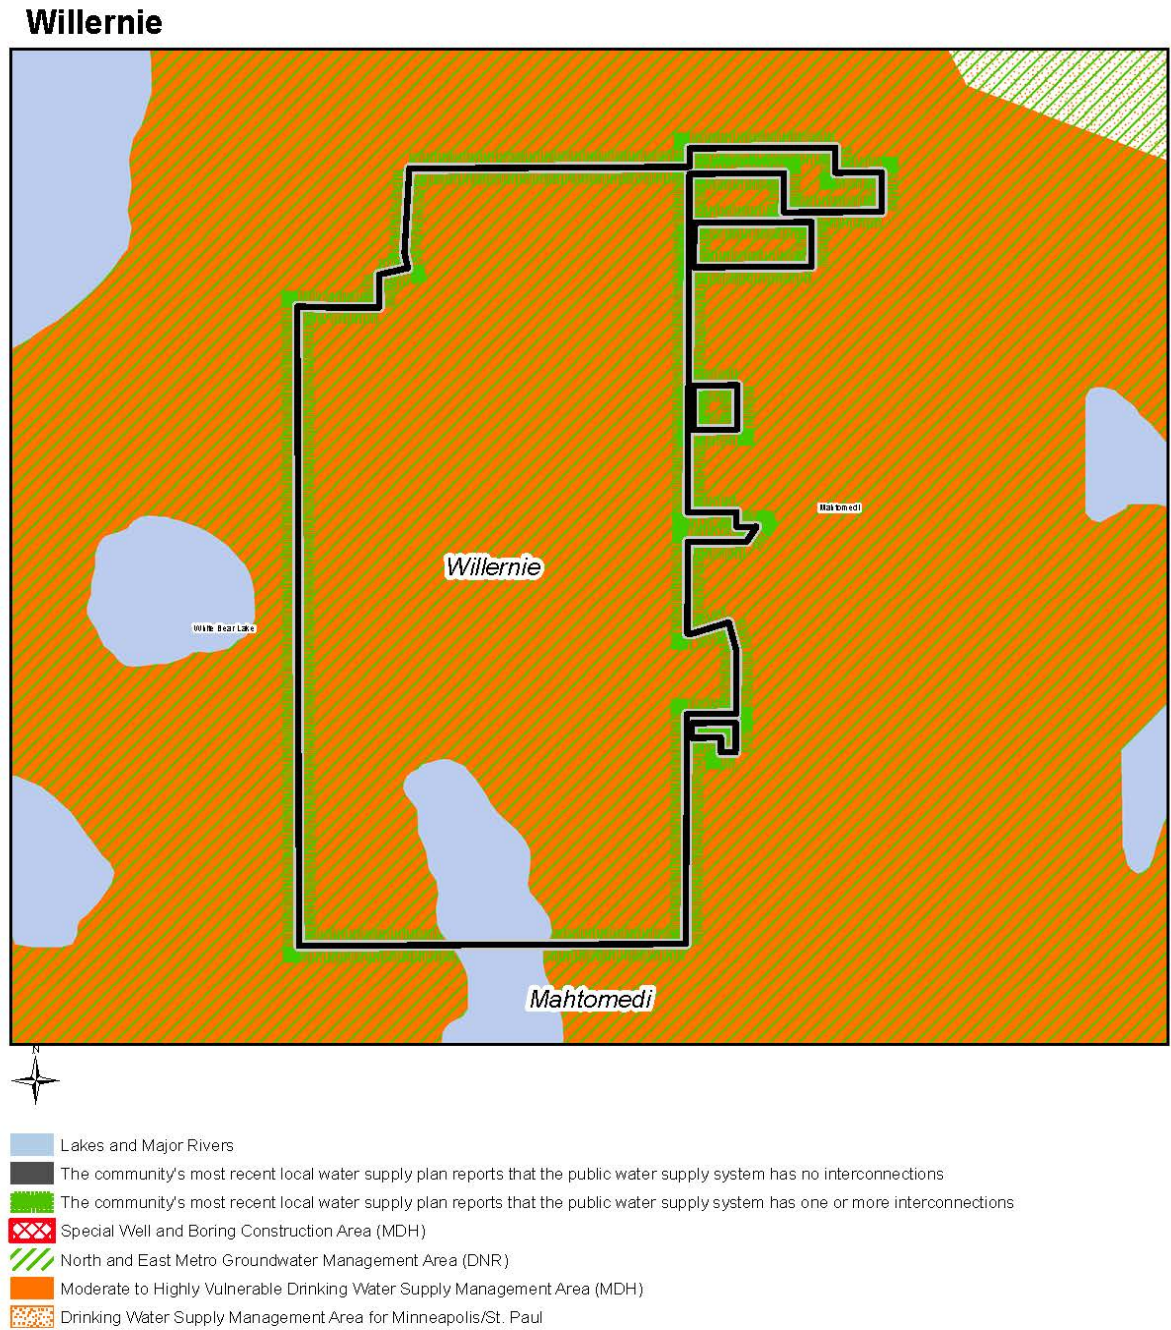 Willernie
Mahtomedi
Willernie
White Bear Lake
Mahtomedi
N
Lakes and Major Rivers
The community's most recent local water supply plan reports that the public water supply system has no interconnections
The community's most recent local water supply plan reports that the public water supply system has one or more interconnections
Special Well and Boring Construction Area (MDH)
North and East Metro Groundwater Management Area (DNR)
Moderate to Highly Vulnerable Drinking Water Supply Management Area (MDH)
Drinking Water Supply Management Area for Minneapolis/St. Paul